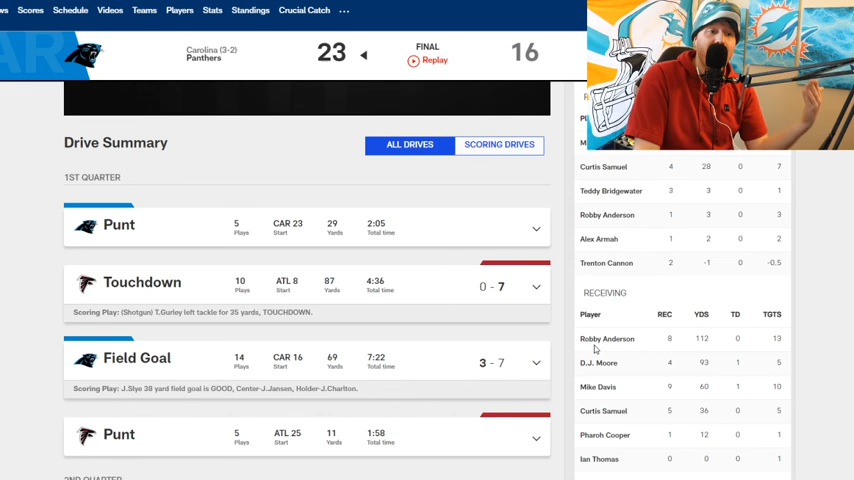 ws Scores Schedule Videos Teams Players Stats Standings Crucial Catch ...
Carolina (3-2)
Panthers
23
FINAL
Replay
16
Drive Summary
ALL DRIVES SCORING DRIVES
1ST QUARTER
Punt
5 CAR 23 29 2:05
Plays Start Yards Total time
Touchdown
10 ATL 8 87 4:36
Plays Start Yards Total time
0 - 7
Scoring Play: (Shotgun) T.Gurley left tackle for 35 yards, TOUCHDOWN.
Field Goal
14 CAR 16 69 7:22
Plays Start Yards Total time
3 - 7
Scoring Play: J.Slye 38 yard field goal is GOOD, Center-J.Jansen, Holder-J.Charlton.
Punt
5 ATL 25 11 1:58
Plays Start Yards Total time
Curtis Samuel 4 28 0 7
Teddy Bridgewater 3 3 0 1
Robby Anderson 1 3 0 3
Alex Armah 1 2 0 2
Trenton Cannon 2 -1 0 -0.5
RECEIVING
Player REC YDS TD TGTS
Robby Anderson 8 112 0 13
D.J. Moore 4 93 1 5
Mike Davis 9 60 1 10
Curtis Samuel 5 36 0 5
Pharoh Cooper 1 12 0 1
Ian Thomas 0 0 0 1